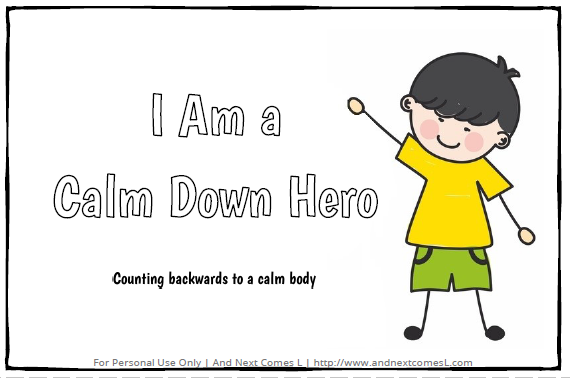 I Am a
Calm Down Hero
Counting backwards to a calm body
For Personal Use Only | And Next Comes L | http://www.andnextcomesL.com